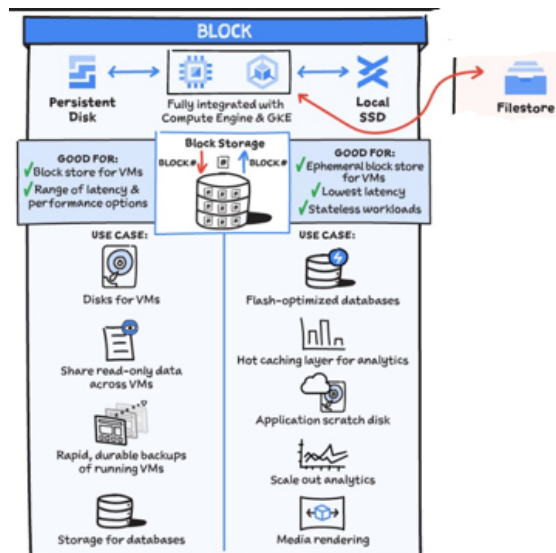 BLOCK
Persistent
Disk
Fully integrated with
Compute Engine & GKE
Local
SSD
Filestore
Block Storage
BLOCK#
BLOCK#
GOOD FOR:
✓Block store for VMs
✓Range of latency &
performance options
GOOD FOR:
✓Ephemeral block store
for VMs
✓Lowest latency
✓Stateless workloads
USE CASE:
Disks for VMs
Share read-only data
across VMs
Rapid, durable backups
of running VMs
Storage for databases
USE CASE:
Flash-optimized databases
Hot caching layer for analytics
Application scratch disk
Scale out analytics
Media rendering